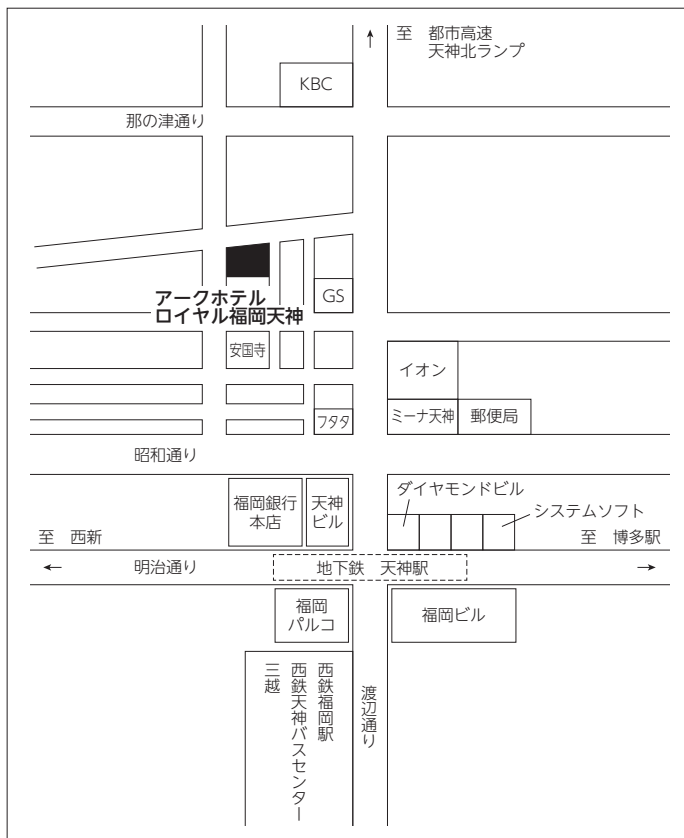 至 都市高速
天神北ランプ
KBC
那の津通り
アークホテル
ロイヤル福岡天神
GS
安国寺
イオン
フタタ
ミーナ天神
郵便局
昭和通り
福岡銀行
本店
天神
ビル
ダイヤモンドビル
システムソフト
至 西新
至 博多駅
明治通り
地下鉄 天神駅
福岡
パルコ
福岡ビル
西鉄福岡駅
西鉄天神バスセンター
三越
渡辺通り